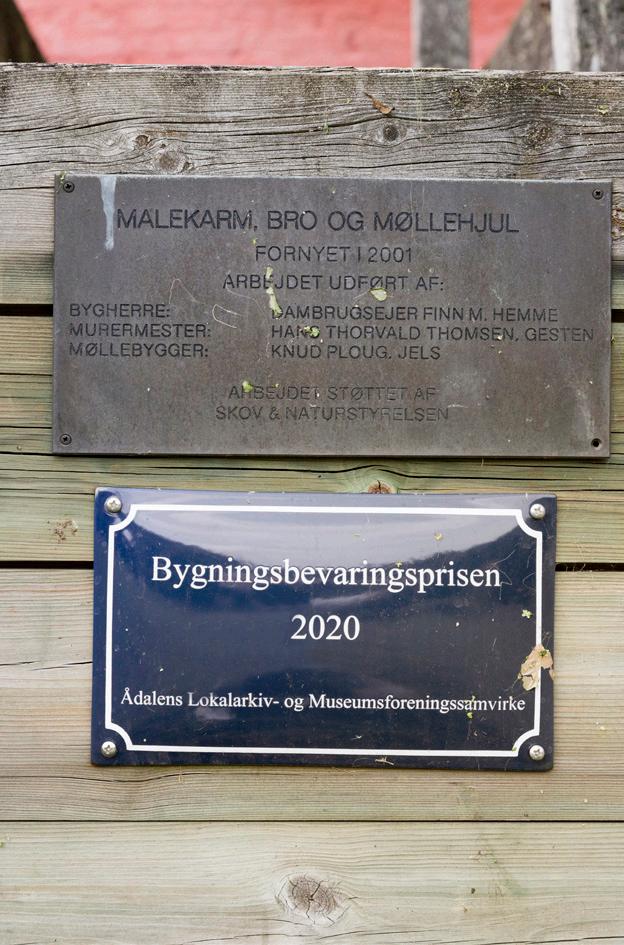 MALEKARM, BRO OG MØLLEHJUL
FORNYET I 2001
ARBEJDET UDFØRT AF:
BYGHERRE: DAMBRUGSEJER FINN M. HEMME
MURERMESTER: HANS THORVALD THOMSEN, GESTEN
MØLLEBYGGER: KNUD PLOUG, JELS
ARBEJDET STØTTET AF
SKOV & NATURSTYRELSEN
Bygningsbevaringsprisen
2020
Ådalens Lokalarkiv- og Museumsforeningssamvirke